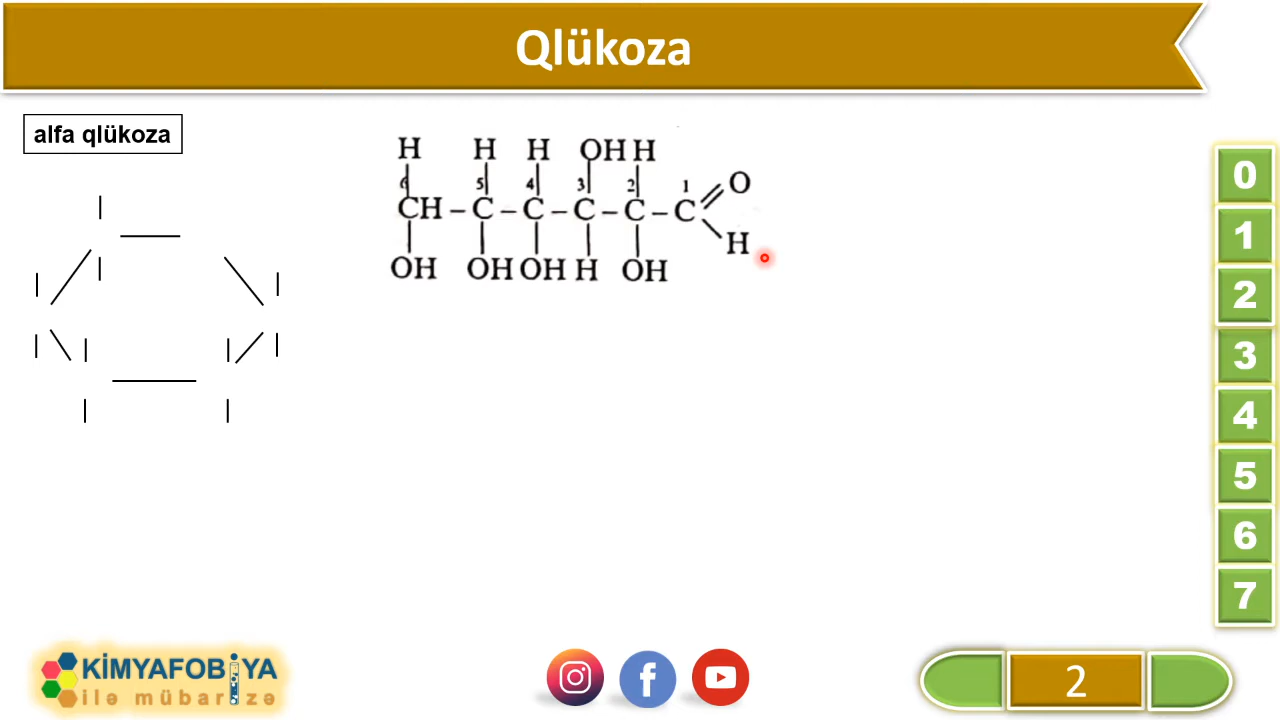 Qlükoza
alfa qlükoza
H H H OH H
6 5 4 3 2 1 O
CH – C – C – C – C – C
H
OH OH OH H OH
0
1
2
3
4
5
6
7
KİMYAFOBİYA
ilə mübarizə
2